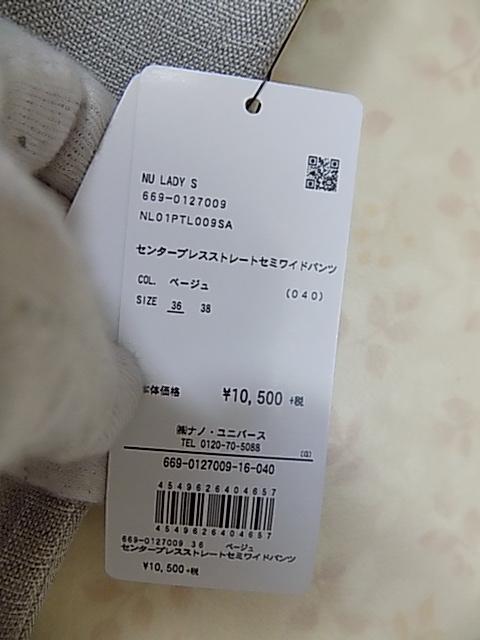 NU LADY S
669-0127009
NL01PTL009SA
センタープレスストレートセミワイドパンツ
COL. ベージュ (040)
SIZE 36 38
体価格 ¥10,500 +税
㈱ナノ・ユニバース
TEL 0120-70-5088
669-0127009-16-040
4549626404657
4549626404657
669-0127009 36 ベージュ
センタープレスストレートセミワイドパンツ
¥10,500 +税